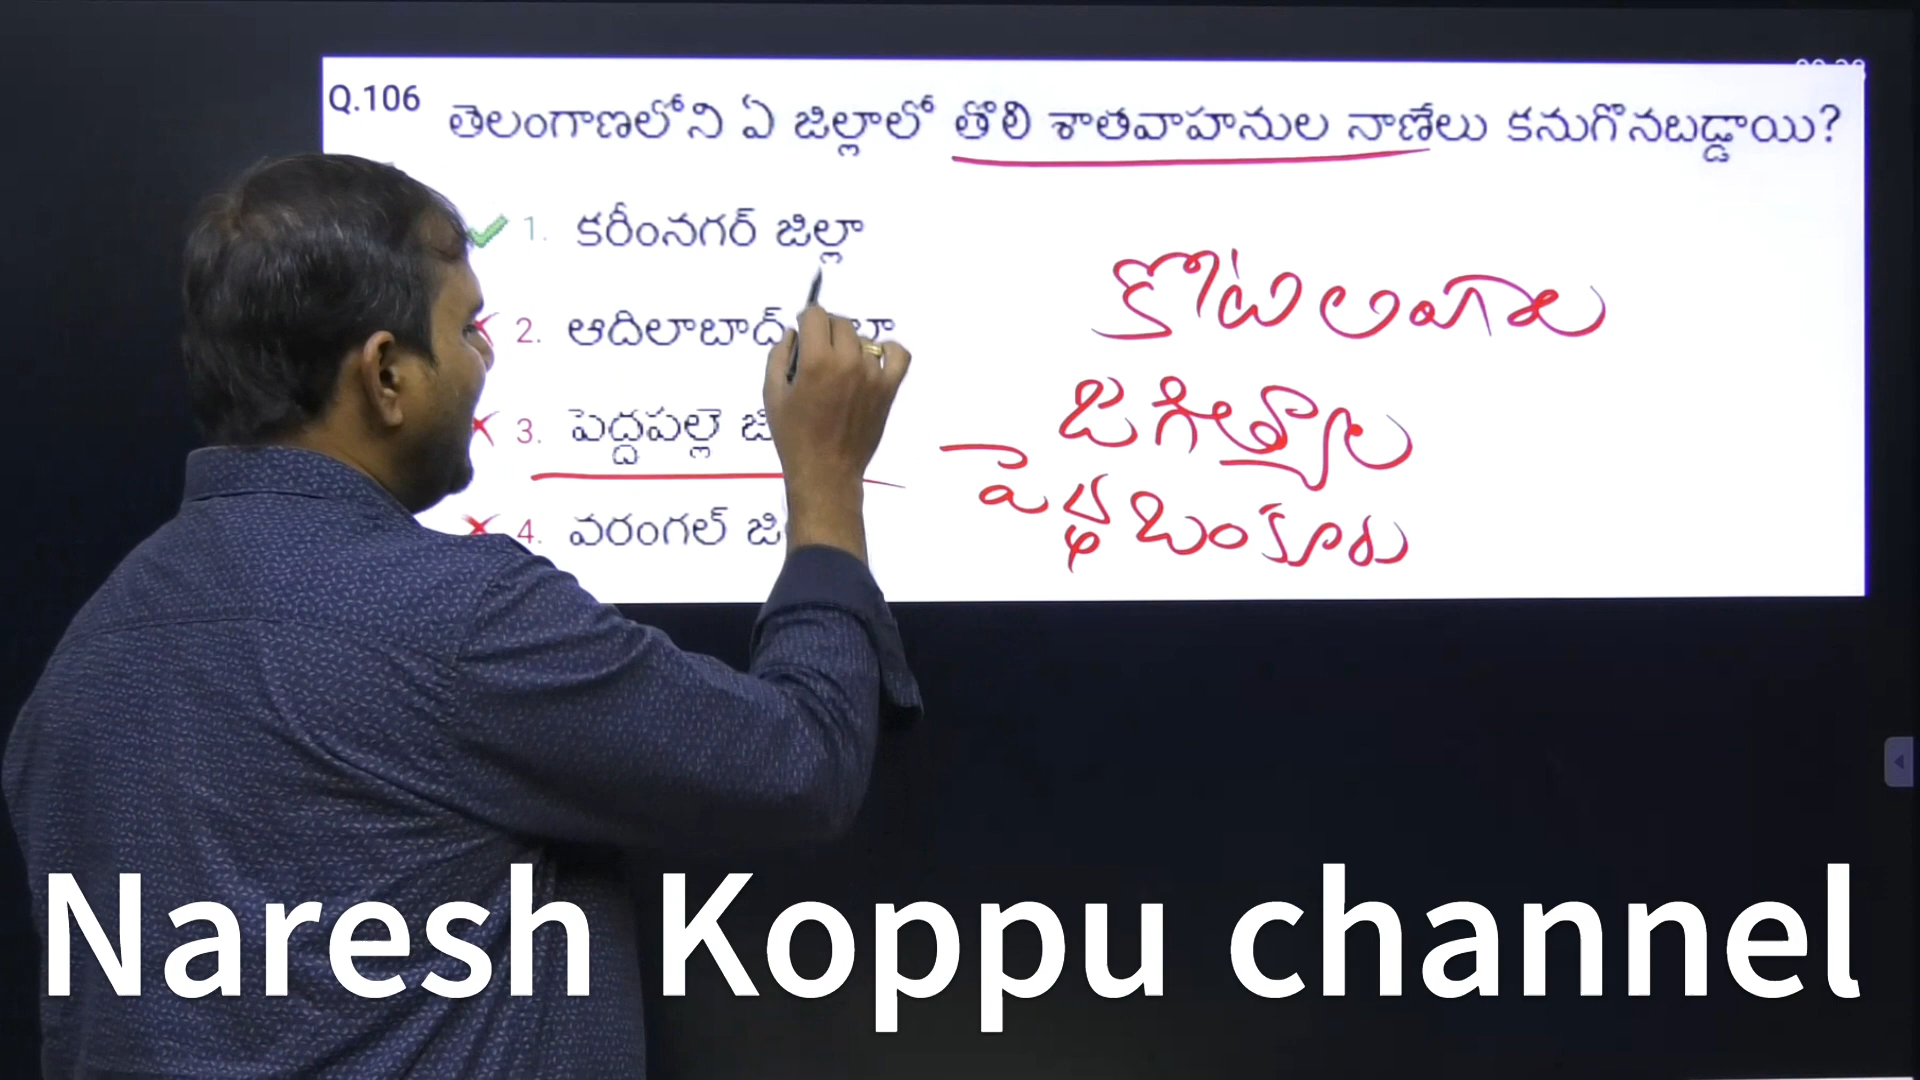 Q.106 తెలంగాణలోని ఏ జిల్లాలో తొలి శాతవాహనుల నాణేలు కనుగొనబడ్డాయి?
1. కరీంనగర్ జిల్లా
2. ఆదిలాబాద్
3. పెద్దపల్లె
4. వరంగల్
కోటిలింగాల
జగిత్యాల
పెద్దబంకూరు
Naresh Koppu channel